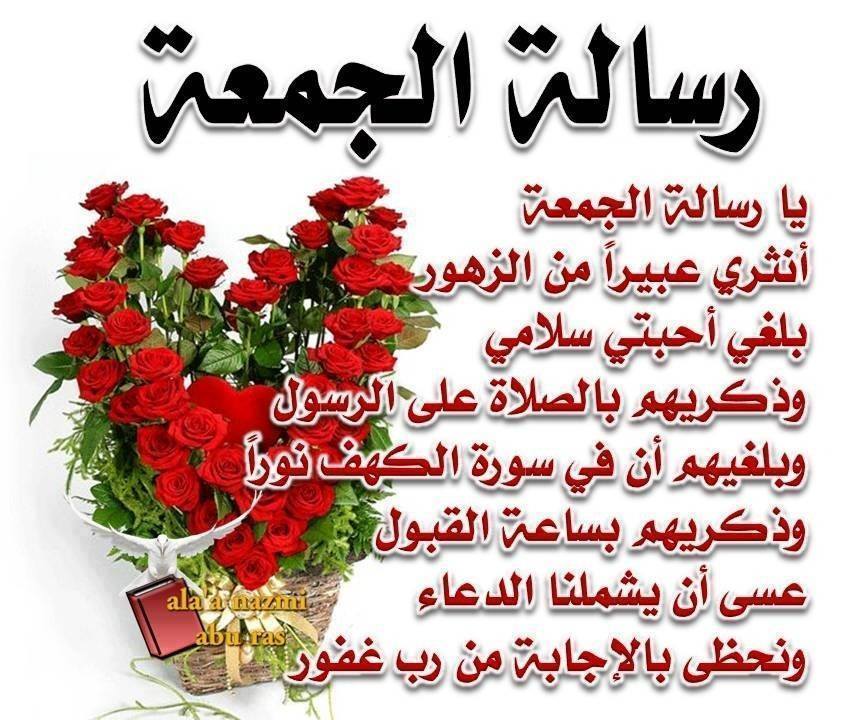 رسالة الجمعة
يا رسالة الجمعة
أنثري عبيراً من الزهور
بلغي أحبتي سلامي
وذكريهم بالصلاة على الرسول
وبلغيهم أن في سورة الكهف نوراً
وذكريهم بساعة القبول
عسى أن يشملنا الدعاء
ونحظى بالإجابة من رب غفور
ala'a nazmi
abu ras